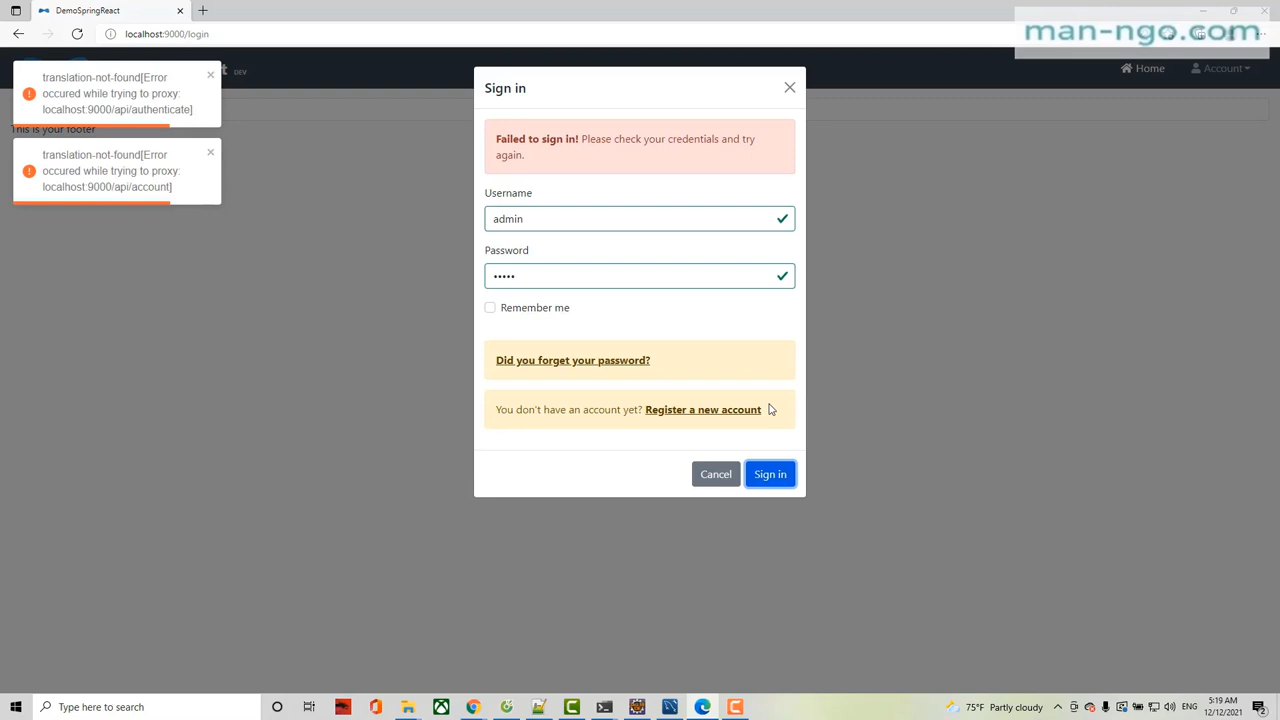 DemoSpringReact
localhost:9000/login
man-ngo.com
t DEV
Home
Account
translation-not-found[Error
occured while trying to proxy:
localhost:9000/api/authenticate]
This is your footer
translation-not-found[Error
occured while trying to proxy:
localhost:9000/api/account]
Sign in
Failed to sign in! Please check your credentials and try
again.
Username
admin
Password
•••••
Remember me
Did you forget your password?
You don't have an account yet? Register a new account
Cancel
Sign in
Type here to search
75°F Partly cloudy
ENG
5:19 AM
12/12/2021
2